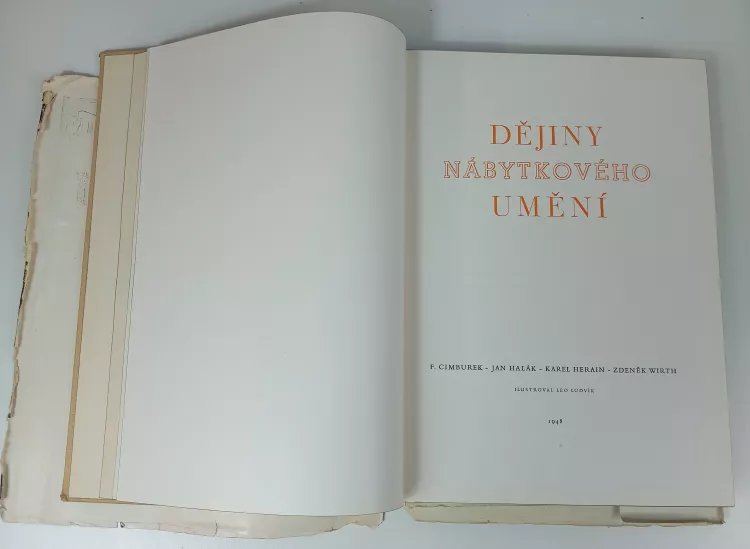 DĚJINY
NÁBYTKOVÉHO
UMĚNÍ
F. CIMBUREK - JAN HALÁK - KAREL HERAIN - ZDENĚK WIRTH
ILUSTROVAL LEO LUDVÍK
1948